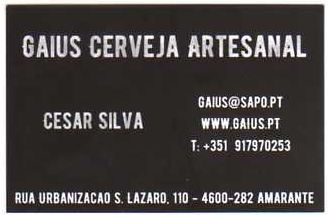 GAIUS CERVEJA ARTESANAL
CESAR SILVA
GAIUS@SAPO.PT
WWW.GAIUS.PT
T: +351 917970253
RUA URBANIZACAO S. LAZARO, 110 - 4600-282 AMARANTE